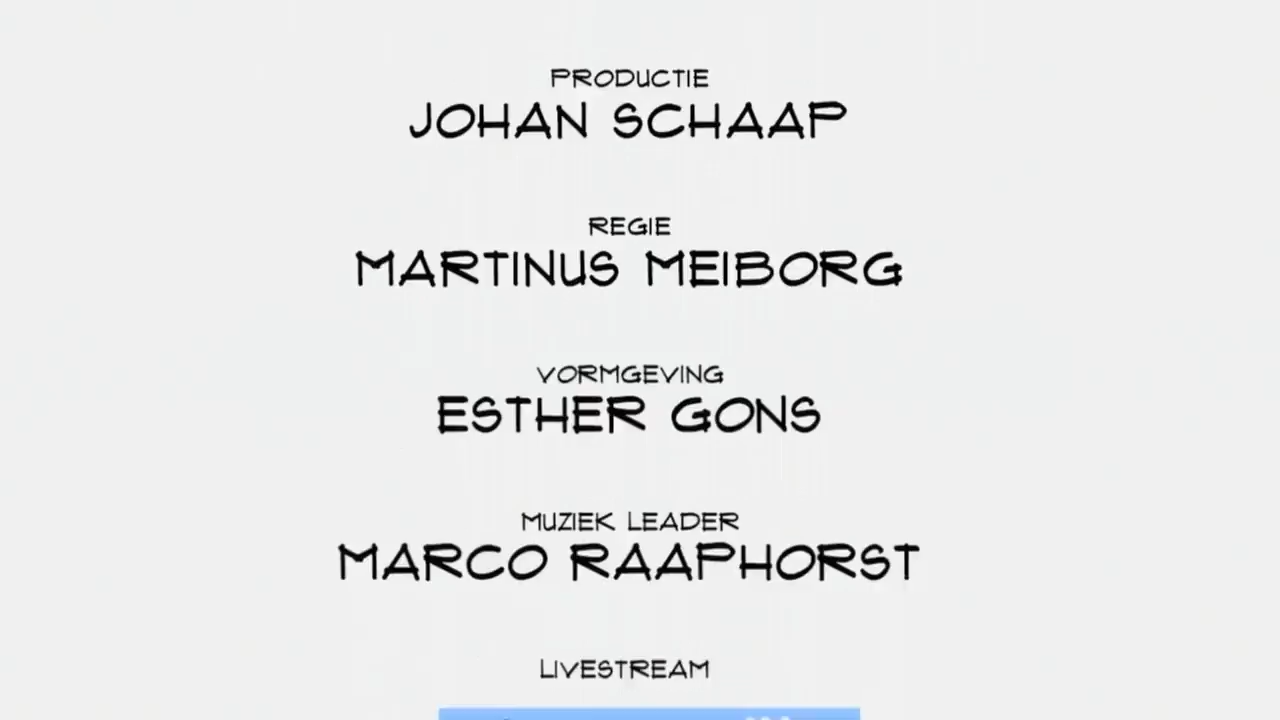 PRODUCTIE
JOHAN SCHAAP
REGIE
MARTINUS MEIBORG
VORMGEVING
ESTHER GONS
MUZIEK LEADER
MARCO RAAPHORST
LIVESTREAM